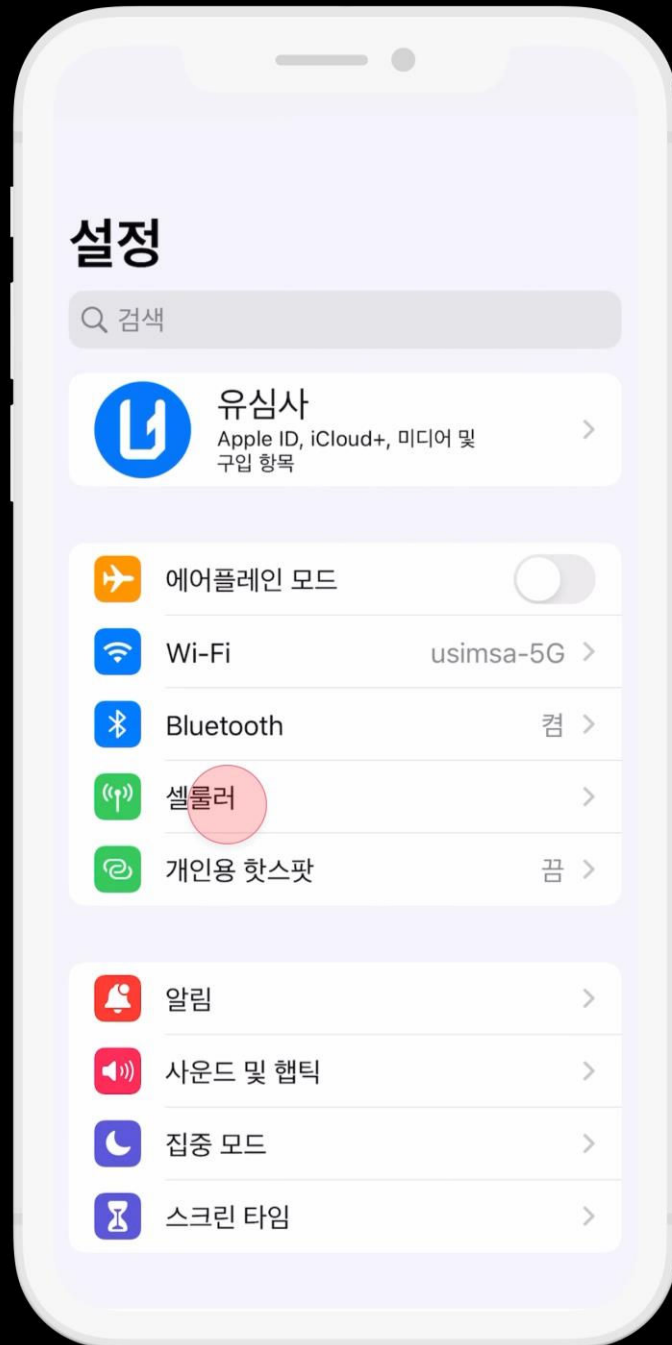 설정
검색
유심사
Apple ID, iCloud+, 미디어 및
구입 항목
에어플레인 모드
Wi-Fi usimsa-5G
Bluetooth 켬
셀룰러
개인용 핫스팟 끔
알림
사운드 및 햅틱
집중 모드
스크린 타임